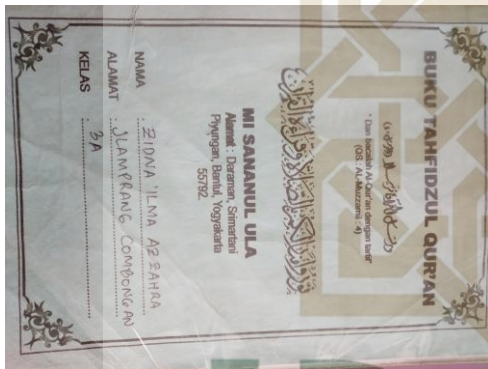 BUKU TAHFIDZUL QUR'AN
" Dan bacalah Al-Qur'an dengan tartil"
(QS : AL-Muzzamil : 4)
MI SANANUL ULA
Alamat : Daraman, Srimartani
Piyungan, Bantul, Yogyakarta
55792
NAMA : ZIDNA 'ILMA AZZAHRA
ALAMAT : JLAMPRANG COMBONGAN
KELAS : 3A